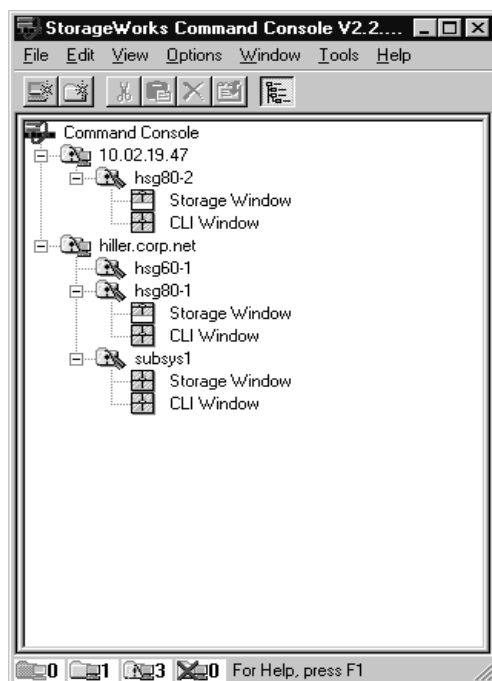 StorageWorks Command Console V2.2....
File Edit View Options Window Tools Help
Command Console
10.02.19.47
hsg80-2
Storage Window
CLI Window
hiller.corp.net
hsg60-1
hsg80-1
Storage Window
CLI Window
subsys1
Storage Window
CLI Window
0 1 3 0 For Help, press F1